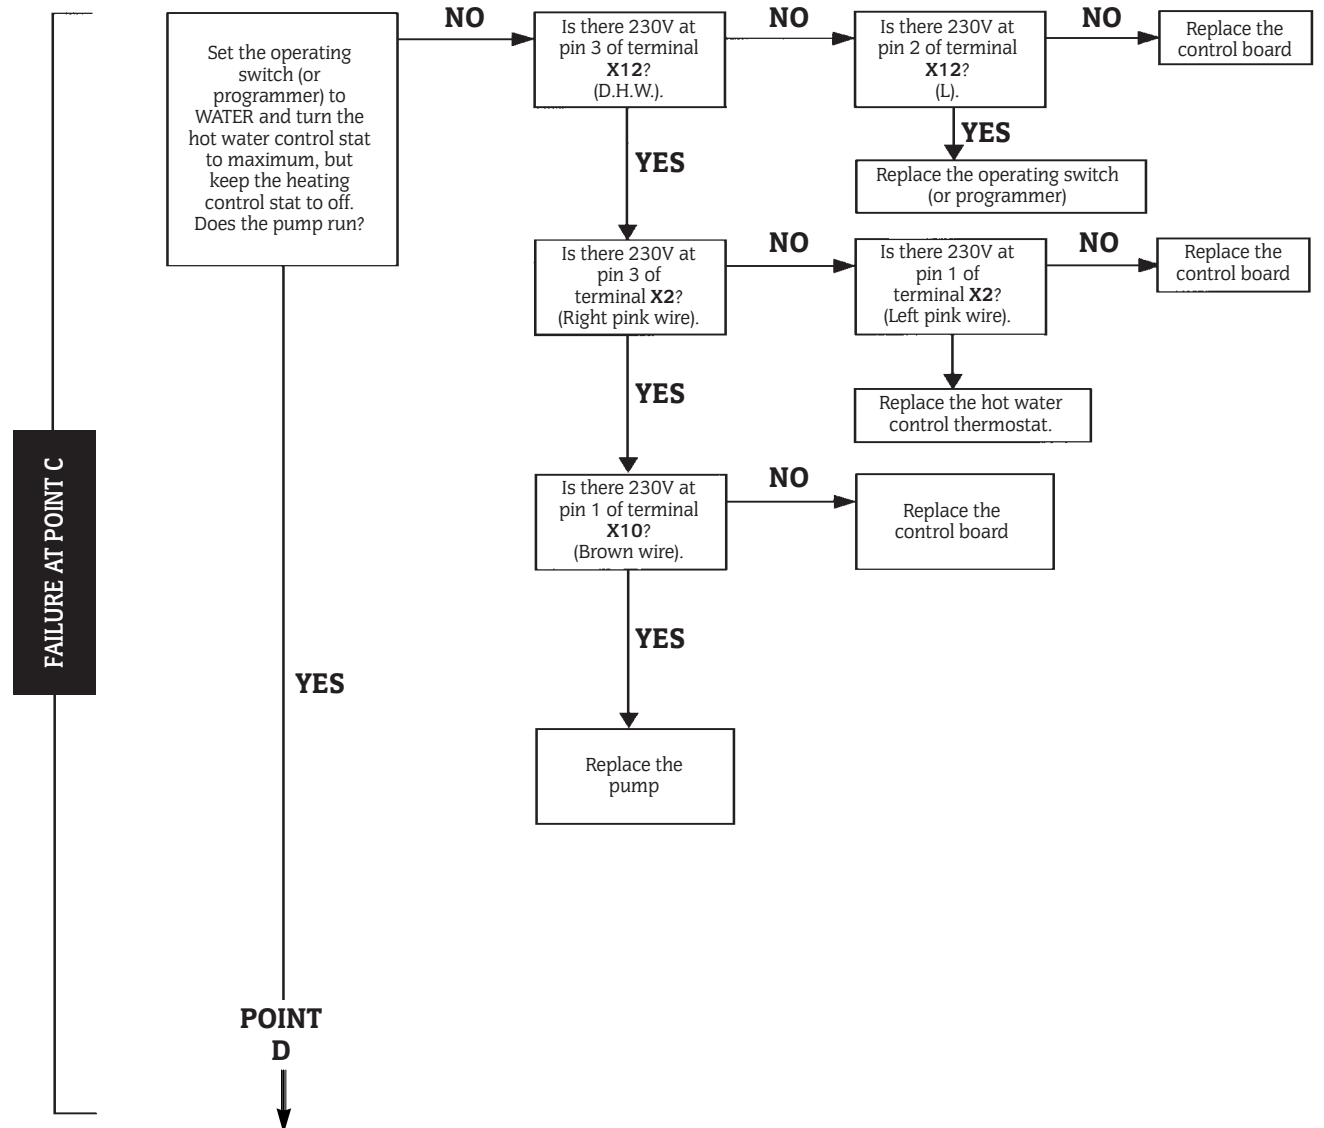 FAILURE AT POINT C
Set the operating
switch (or
programmer) to
WATER and turn the
hot water control stat
to maximum, but
keep the heating
control stat to off.
Does the pump run?
NO
Is there 230V at
pin 3 of terminal
X12?
(D.H.W.).
NO
Is there 230V at
pin 2 of terminal
X12?
(L).
NO
Replace the
control board
YES
Replace the operating switch
(or programmer)
YES
Is there 230V at
pin 3 of
terminal X2?
(Right pink wire).
NO
Is there 230V at
pin 1 of
terminal X2?
(Left pink wire).
NO
Replace the
control board
Replace the hot water
control thermostat.
YES
Is there 230V at
pin 1 of terminal
X10?
(Brown wire).
NO
Replace the
control board
YES
Replace the
pump
YES
POINT
D